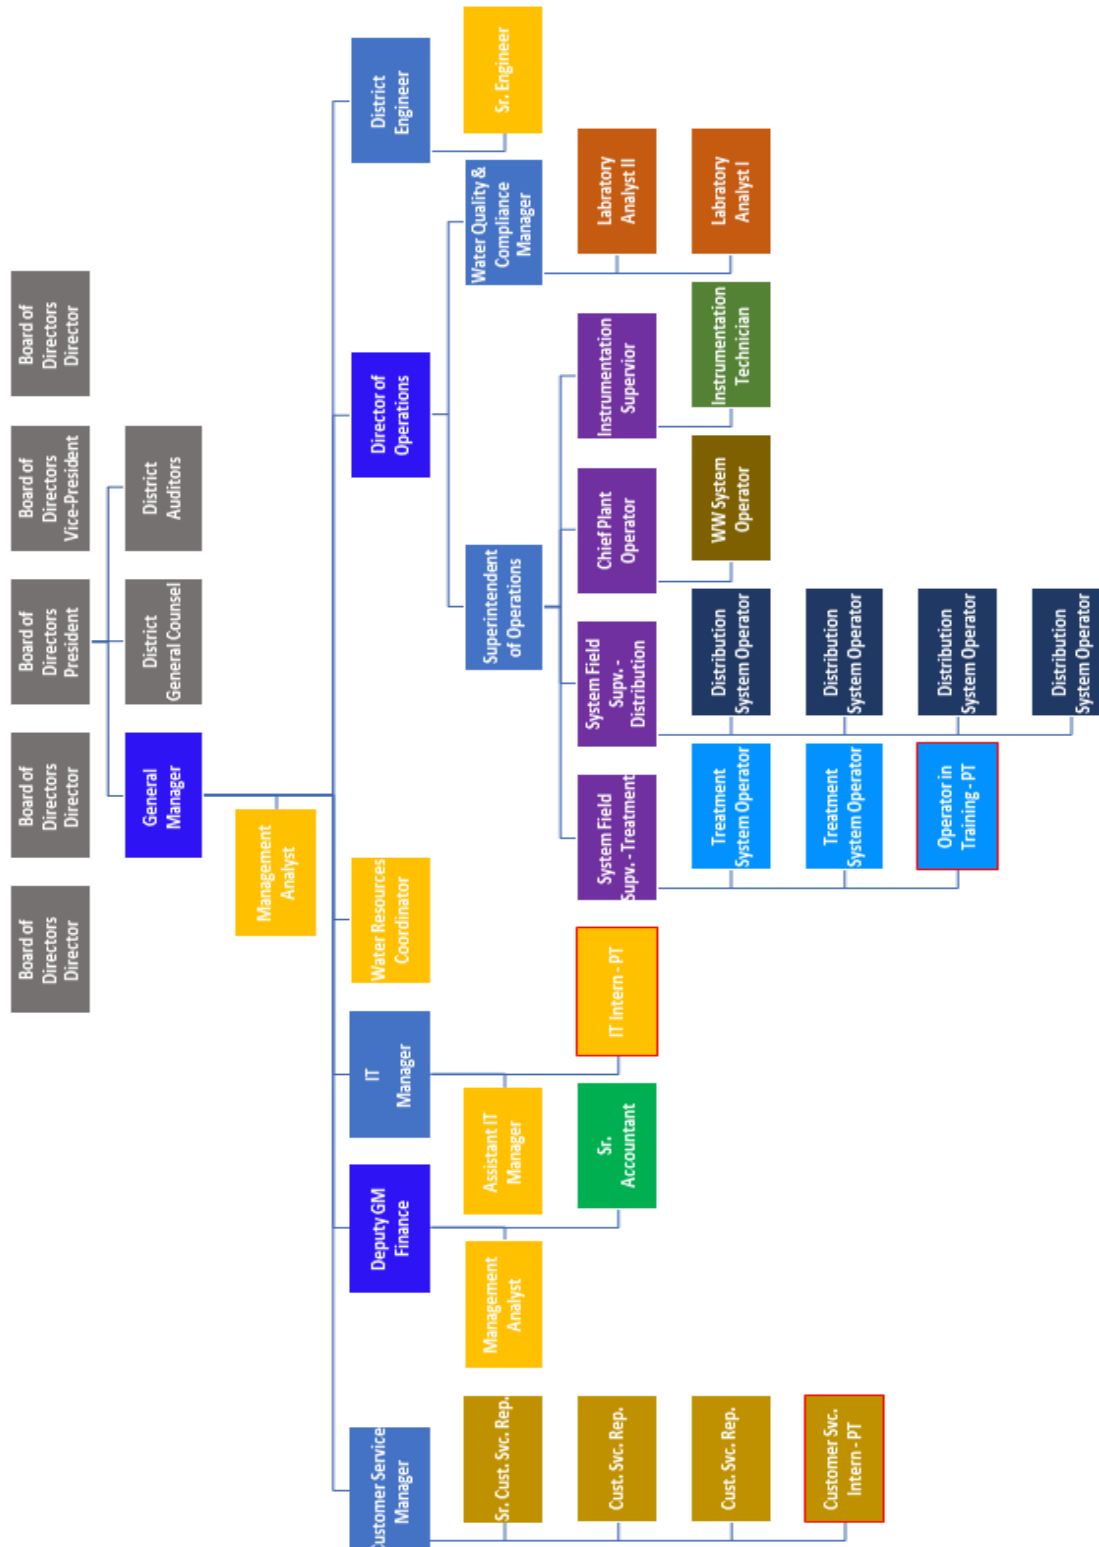 Board of
Directors
Director
Board of
Directors
Director
Board of
Directors
President
Board of
Directors
Vice-President
Board of
Directors
Director
General
Manager
District
General Counsel
District
Auditors
Management
Analyst
Customer Service
Manager
Deputy GM
Finance
IT
Manager
Water Resources
Coordinator
Director of
Operations
District
Engineer
Sr. Cust. Svc. Rep.
Management
Analyst
Assistant IT
Manager
Superintendent
of Operations
Water Quality &
Compliance
Manager
Sr. Engineer
Cust. Svc. Rep.
Sr.
Accountant
IT Intern - PT
System Field
Supv. - Treatment
System Field
Supv. -
Distribution
Chief Plant
Operator
Instrumentation
Supervior
Labratory
Analyst II
Cust. Svc. Rep.
Treatment
System Operator
Distribution
System Operator
WW System
Operator
Instrumentation
Technician
Labratory
Analyst I
Customer Svc.
Intern - PT
Treatment
System Operator
Distribution
System Operator
Operator in
Training - PT
Distribution
System Operator
Distribution
System Operator